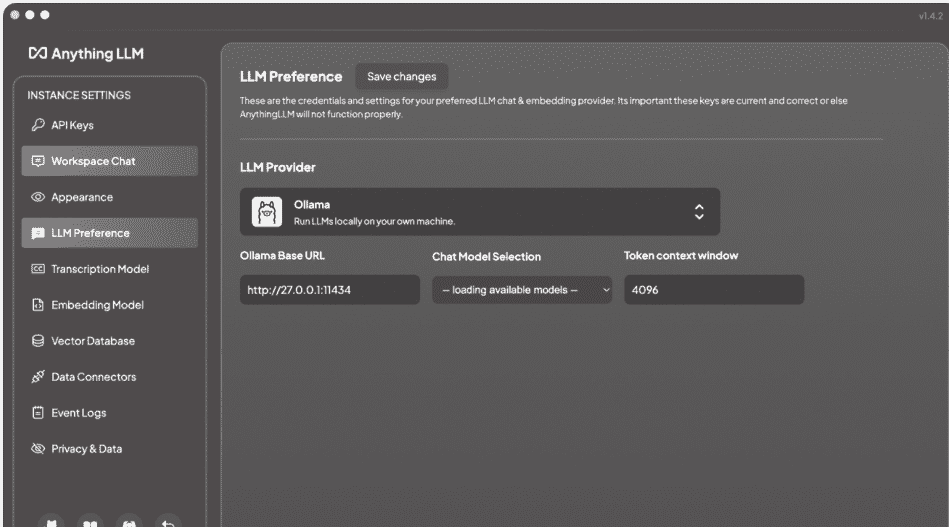 v1.4.2
Anything LLM
INSTANCE SETTINGS
API Keys
Workspace Chat
Appearance
LLM Preference
Transcription Model
Embedding Model
Vector Database
Data Connectors
Event Logs
Privacy & Data
LLM Preference
Save changes
These are the credentials and settings for your preferred LLM chat & embedding provider. Its important these keys are current and correct or else
AnythingLLM will not function properly.
LLM Provider
Ollama
Run LLMs locally on your own machine.
Ollama Base URL
Chat Model Selection
Token context window
http://27.0.0.1:11434
-- loading available models --
4096